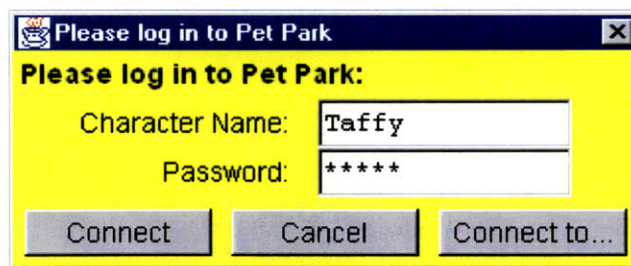 Please log in to Pet Park
Please log in to Pet Park:
Character Name: Taffy
Password: *****
Connect Cancel Connect to...